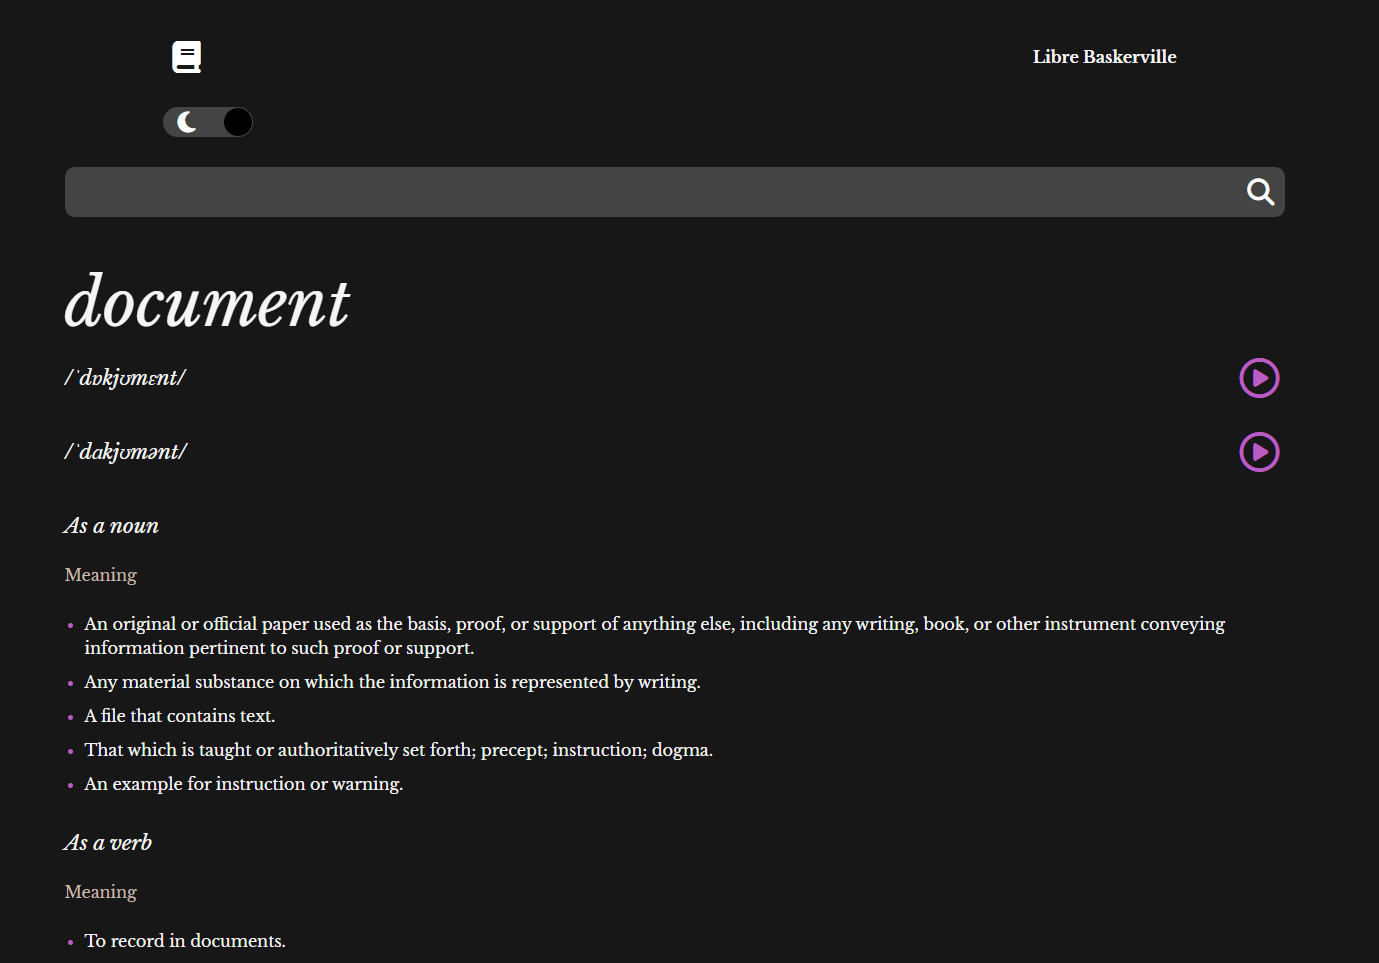 Libre Baskerville
document
/ˈdɒkjʊmɛnt/
/ˈdɑkjʊmənt/
As a noun
Meaning
• An original or official paper used as the basis, proof, or support of anything else, including any writing, book, or other instrument conveying
information pertinent to such proof or support.
• Any material substance on which the information is represented by writing.
• A file that contains text.
• That which is taught or authoritatively set forth; precept; instruction; dogma.
• An example for instruction or warning.
As a verb
Meaning
• To record in documents.